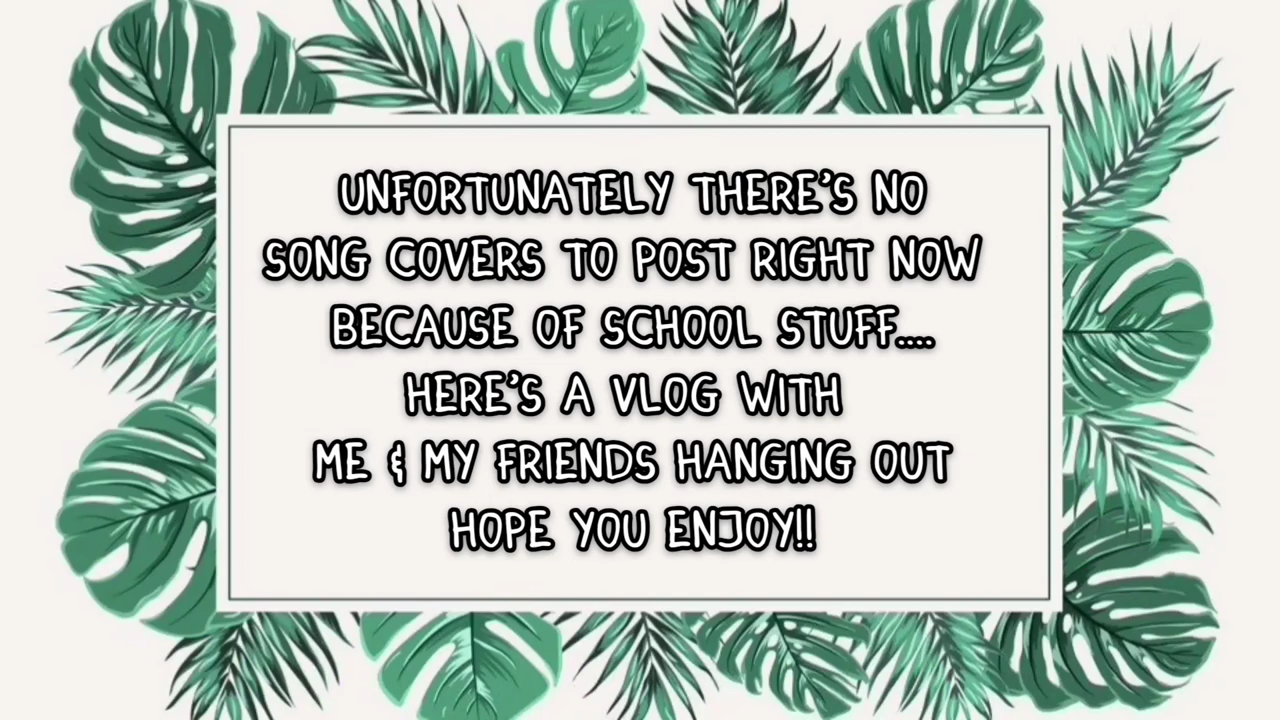 UNFORTUNATELY THERE'S NO
SONG COVERS TO POST RIGHT NOW
BECAUSE OF SCHOOL STUFF....
HERE'S A VLOG WITH
ME & MY FRIENDS HANGING OUT
HOPE YOU ENJOY!!